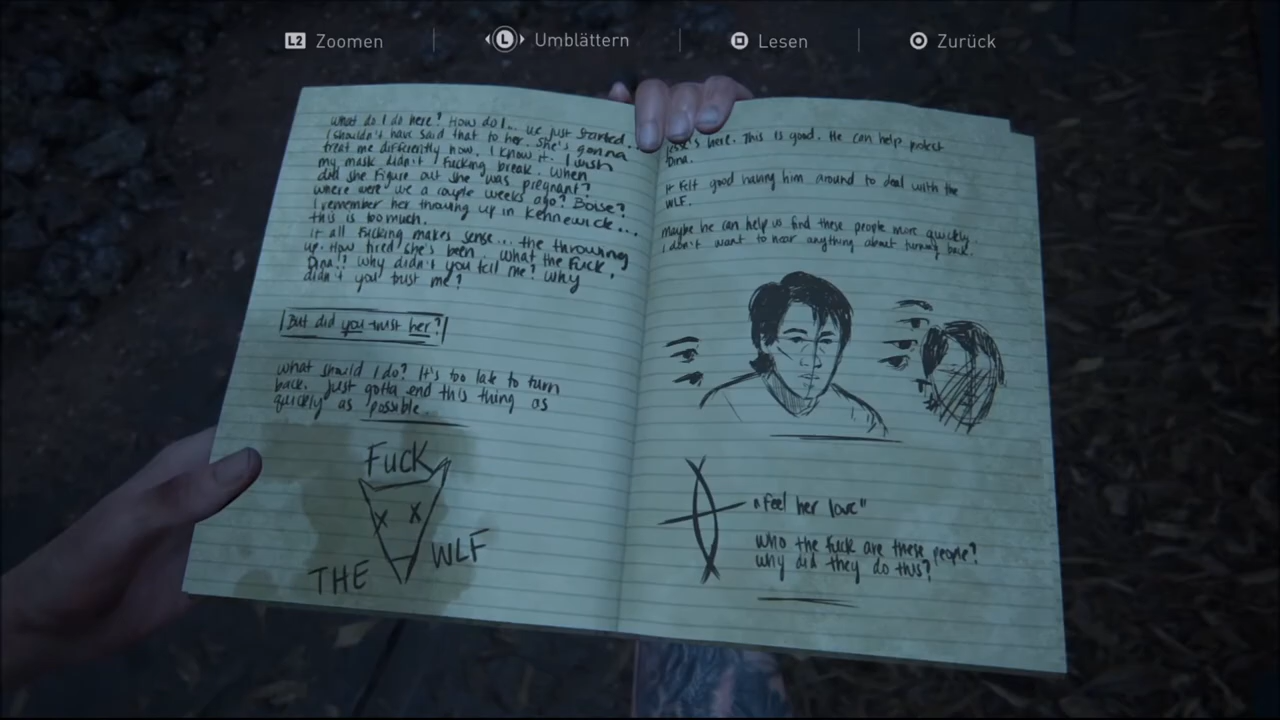 L2 Zoomen
L Umblättern
Lesen
Zurück
What do I do here? How do I... we just started...
I shouldn't have said that to her. She's gonna
treat me differently now. I know it. I wish
my mask didn't fucking break. When
did she figure out she was pregnant?
Where were we a couple weeks ago? Boise?
I remember her throwing up in Kennewick...
this is too much.
It all fucking makes sense... the throwing
up. How tired she's been. What the fuck,
Dina!? Why didn't you tell me? Why
didn't you trust me?
But did you trust her?
What should I do? It's too late to turn
back. Just gotta end this thing as
quickly as possible.
Fuck
THE
WLF
here. This is good. He can help protect
Dina.
It felt good having him around to deal with the
WLF.
Maybe he can help us find these people more quickly.
I don't want to hear anything about turning back.
"Feel her love"
Who the fuck are these people?
Why did they do this?